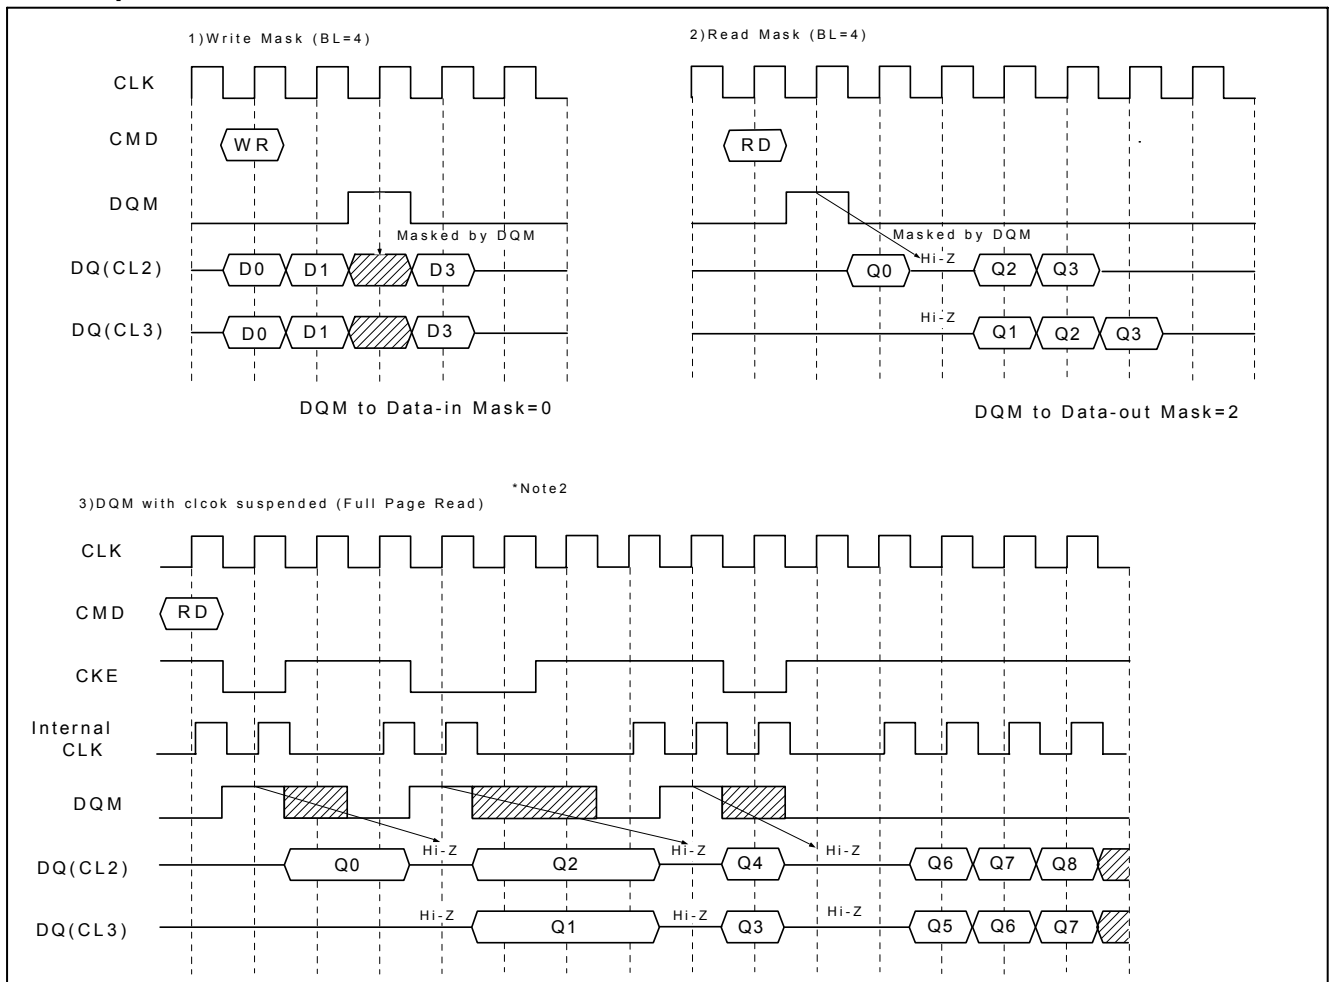 1)Write Mask (BL=4)
CLK
CMD
WR
DQM
Masked by DQM
DQ(CL2)
D0 D1 D3
DQ(CL3)
D0 D1 D3
DQM to Data-in Mask=0
2)Read Mask (BL=4)
RD
Masked by DQM
Hi-Z
Q0 Q2 Q3
Hi-Z
Q1 Q2 Q3
DQM to Data-out Mask=2
*Note2
3)DQM with clcok suspended (Full Page Read)
CLK
CMD
RD
CKE
Internal
CLK
DQM
Hi-Z Hi-Z Hi-Z
DQ(CL2)
Q0 Q2 Q4 Q6 Q7 Q8
Hi-Z Hi-Z Hi-Z
DQ(CL3)
Q1 Q3 Q5 Q6 Q7